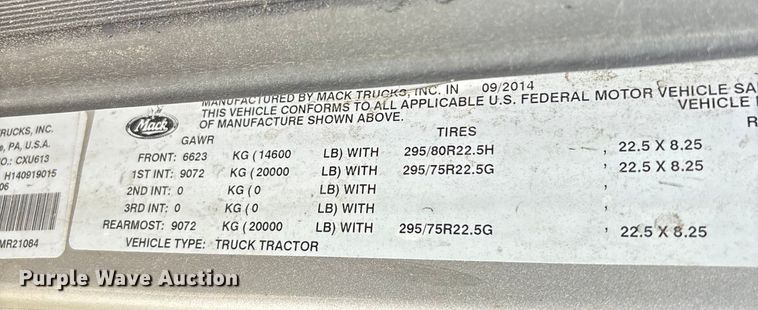 MANUFACTURED BY MACK TRUCKS, INC. IN 09/2014
THIS VEHICLE CONFORMS TO ALL APPLICABLE U.S. FEDERAL MOTOR VEHICLE SA
OF MANUFACTURE SHOWN ABOVE. VEHICLE
Mack
GAWR TIRES R
FRONT: 6623 KG (14600 LB) WITH 295/80R22.5H , 22.5 X 8.25
1ST INT: 9072 KG (20000 LB) WITH 295/75R22.5G , 22.5 X 8.25
2ND INT: 0 KG (0 LB) WITH ,
3RD INT: 0 KG (0 LB) WITH ,
REARMOST: 9072 KG (20000 LB) WITH 295/75R22.5G , 22.5 X 8.25
VEHICLE TYPE: TRUCK TRACTOR
RUCKS, INC.
, PA, U.S.A.
O.: CXU613
H140919015
06
MR21084
Purple Wave Auction